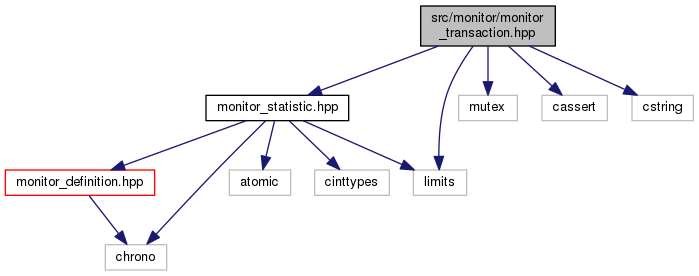 src/monitor/monitor
_transaction.hpp
monitor_statistic.hpp
mutex
cassert
cstring
monitor_definition.hpp
atomic
cinttypes
limits
chrono